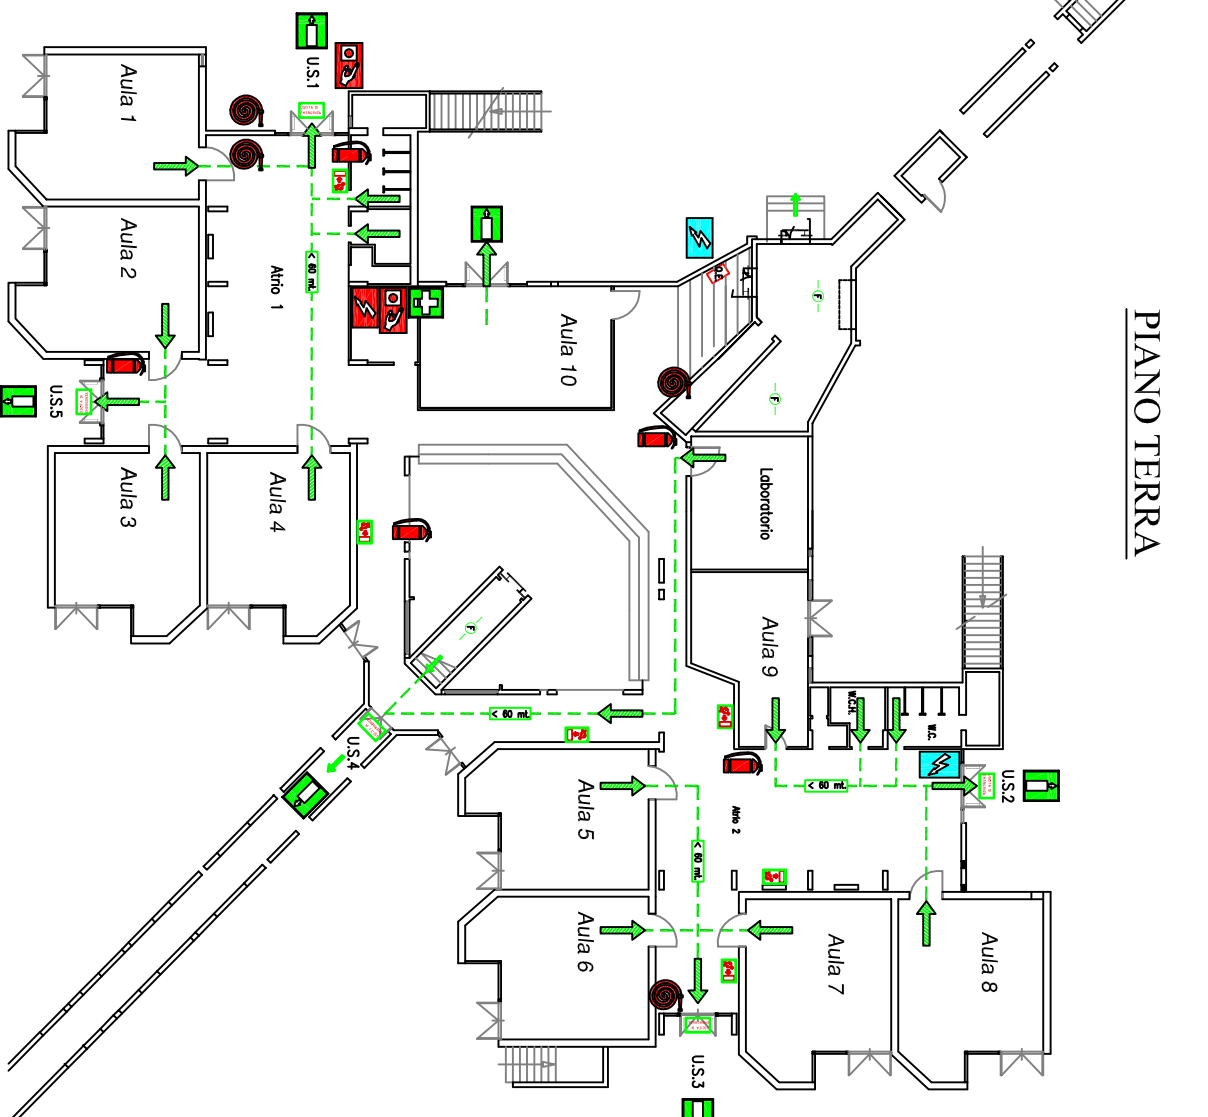 PIANO TERRA
U.S.2
Aula 8
W.C.
W.C.H.
Aula 7
< 60 mt.
F
F
Laboratorio
Aula 9
Atrio 2
Q.E.
< 60 mt.
U.S.3
Aula 10
Aula 5
Aula 6
< 60 mt.
F
U.S.4
U.S.1
< 60 mt.
Atrio 1
Aula 4
Aula 1
Aula 2
Aula 3
U.S.5